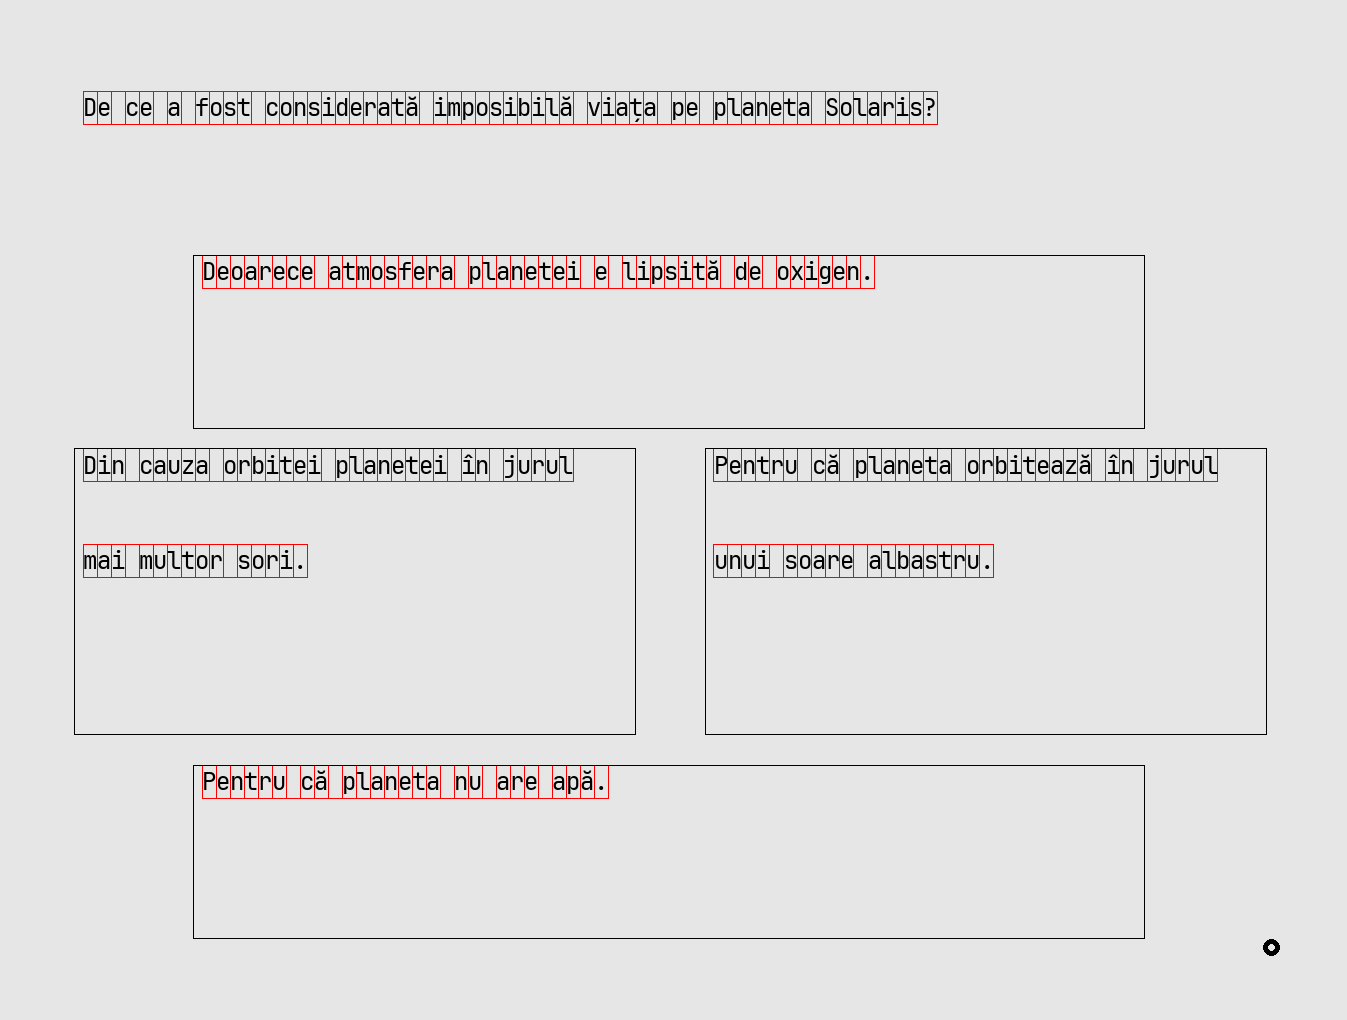 De ce a fost considerată imposibilă viața pe planeta Solaris?
Deoarece atmosfera planetei e lipsită de oxigen.
Din cauza orbitei planetei în jurul
mai multor sori.
Pentru că planeta orbitează în jurul
unui soare albastru.
Pentru că planeta nu are apă.